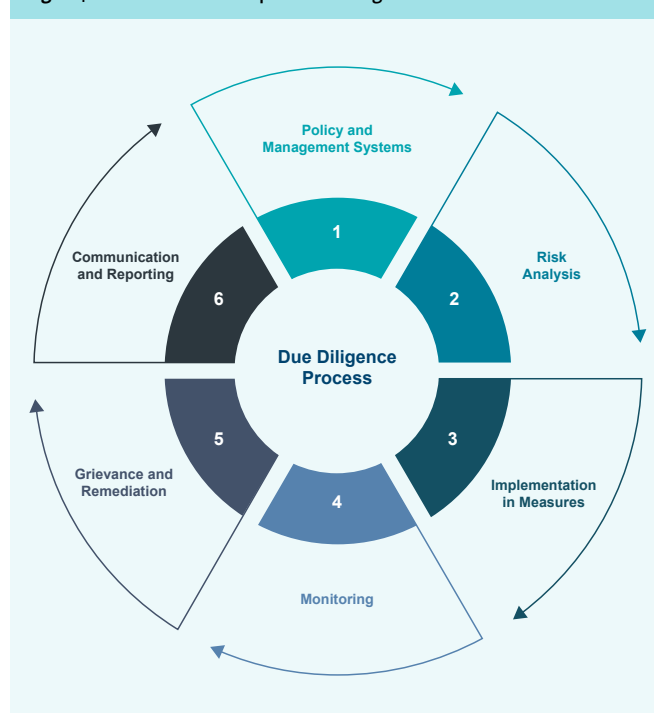 1
Policy and
Management Systems
2
Risk
Analysis
3
Implementation
in Measures
4
Monitoring
5
Grievance and
Remediation
6
Communication
and Reporting
Due Diligence
Process